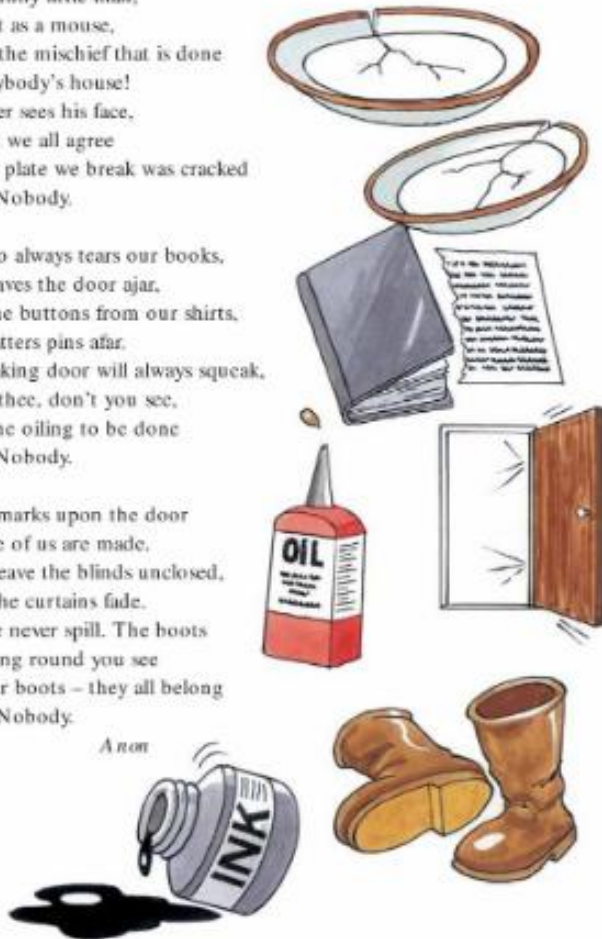 little man,
t as a mouse,
the mischief that is done
ybody's house!
er sees his face,
we all agree
plate we break was cracked
Nobody.
o always tears our books,
aves the door ajar,
he buttons from our shirts,
tters pins afar.
aking door will always squeak,
thee, don't you see,
he oiling to be done
Nobody.
marks upon the door
e of us are made,
eave the blinds unclosed,
he curtains fade.
e never spill. The boots
ng round you see
r boots – they all belong
Nobody.
Anon
OIL
INK